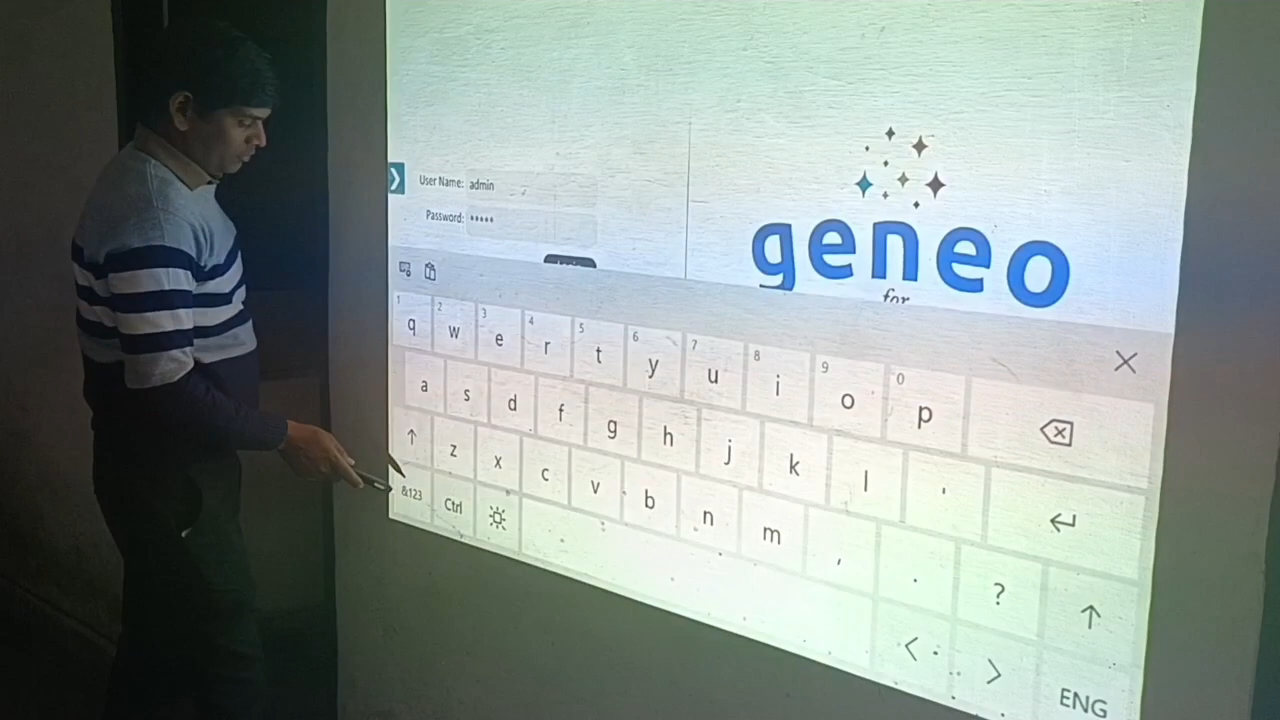 User Name: admin
Password: •••••
geneo
for
1 2 3 4 5 6 7 8 9 0
q w e r t y u i o p
a s d f g h j k l '
z x c v b n m , . ?
&123 Ctrl < > ENG